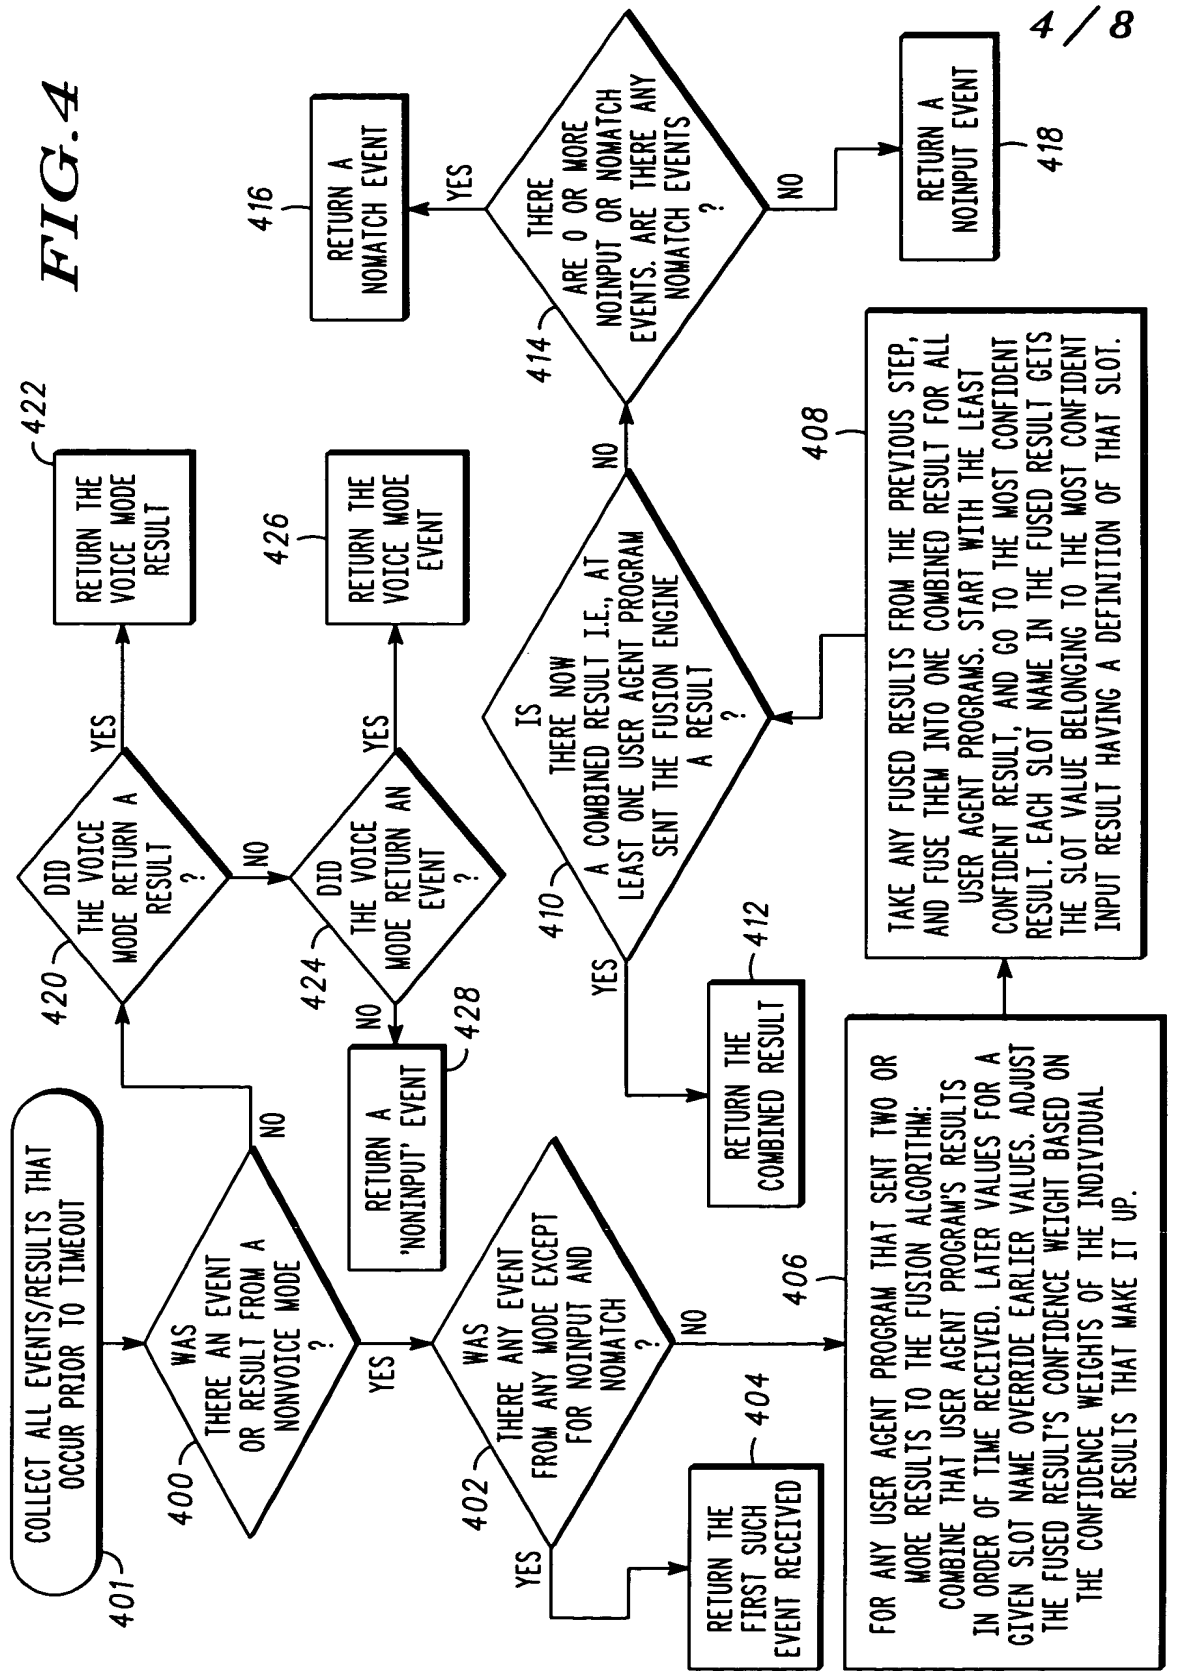 4 / 8
FIG.4
COLLECT ALL EVENTS/RESULTS THAT
OCCUR PRIOR TO TIMEOUT
401
WAS
THERE AN EVENT
OR RESULT FROM A
NONVOICE MODE
?
400
NO
YES
DID
THE VOICE
MODE RETURN A
RESULT
?
420
YES
NO
RETURN THE
VOICE MODE
RESULT
422
DID
THE VOICE
MODE RETURN AN
EVENT
?
424
YES
NO
RETURN THE
VOICE MODE
EVENT
426
RETURN A
'NONINPUT' EVENT
428
WAS
THERE ANY EVENT
FROM ANY MODE EXCEPT
FOR NOINPUT AND
NOMATCH
?
402
YES
NO
RETURN THE
FIRST SUCH
EVENT RECEIVED
404
FOR ANY USER AGENT PROGRAM THAT SENT TWO OR
MORE RESULTS TO THE FUSION ALGORITHM:
COMBINE THAT USER AGENT PROGRAM'S RESULTS
IN ORDER OF TIME RECEIVED. LATER VALUES FOR A
GIVEN SLOT NAME OVERRIDE EARLIER VALUES. ADJUST
THE FUSED RESULT'S CONFIDENCE WEIGHT BASED ON
THE CONFIDENCE WEIGHTS OF THE INDIVIDUAL
RESULTS THAT MAKE IT UP.
406
TAKE ANY FUSED RESULTS FROM THE PREVIOUS STEP,
AND FUSE THEM INTO ONE COMBINED RESULT FOR ALL
USER AGENT PROGRAMS. START WITH THE LEAST
CONFIDENT RESULT, AND GO TO THE MOST CONFIDENT
RESULT. EACH SLOT NAME IN THE FUSED RESULT GETS
THE SLOT VALUE BELONGING TO THE MOST CONFIDENT
INPUT RESULT HAVING A DEFINITION OF THAT SLOT.
408
IS
THERE NOW
A COMBINED RESULT I.E., AT
LEAST ONE USER AGENT PROGRAM
SENT THE FUSION ENGINE
A RESULT
?
410
YES
NO
RETURN THE
COMBINED RESULT
412
THERE
ARE 0 OR MORE
NOINPUT OR NOMATCH
EVENTS. ARE THERE ANY
NOMATCH EVENTS
?
414
YES
NO
RETURN A
NOMATCH EVENT
416
RETURN A
NOINPUT EVENT
418